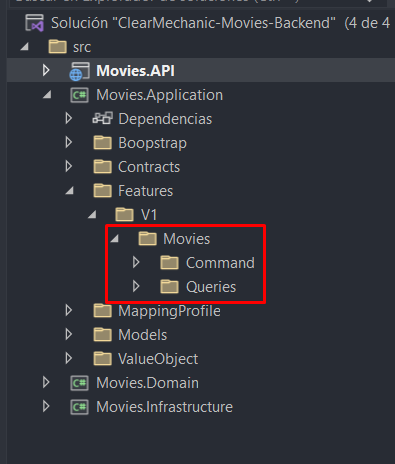 Solución "ClearMechanic-Movies-Backend" (4 de 4
src
Movies.API
Movies.Application
Dependencias
Boopstrap
Contracts
Features
V1
Movies
Command
Queries
MappingProfile
Models
ValueObject
Movies.Domain
Movies.Infrastructure